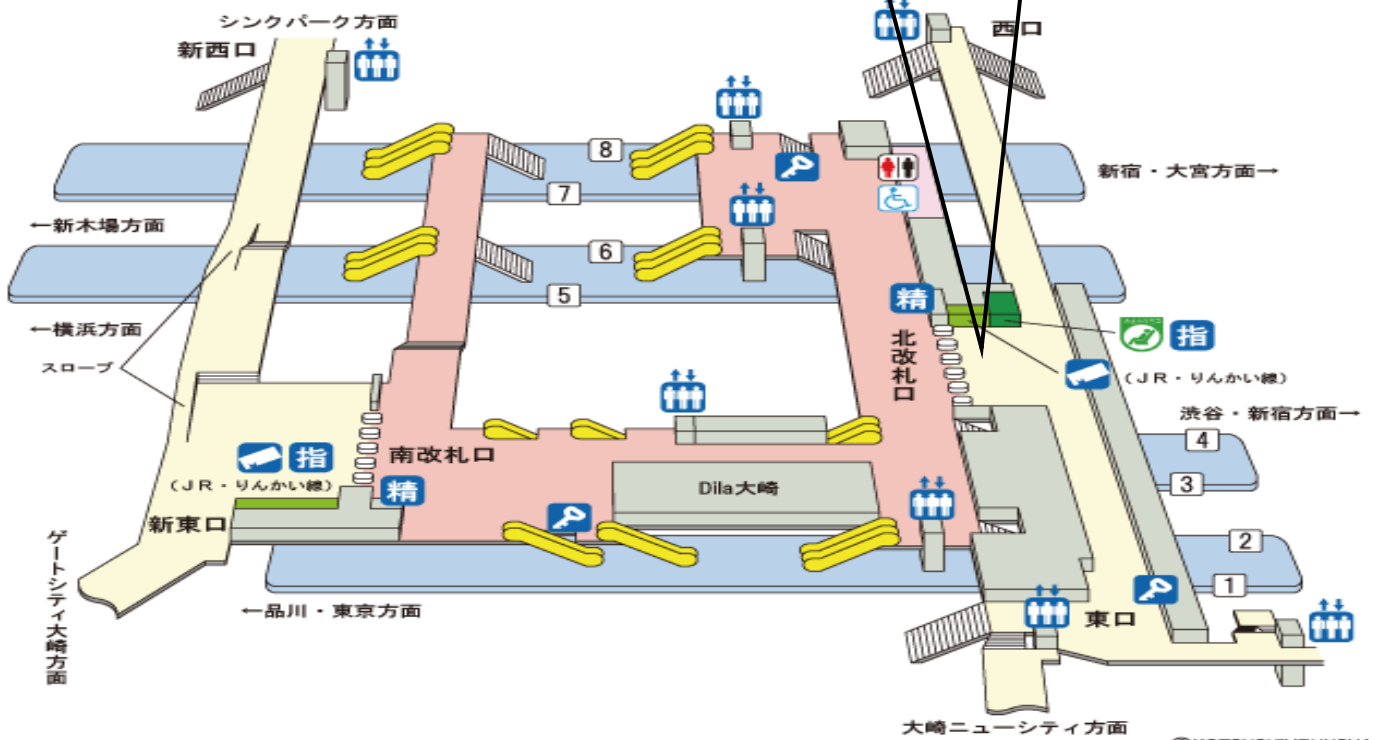 シンクパーク方面
新西口
西口
8
7
新宿・大宮方面→
←新木場方面
6
5
精
←横浜方面
スロープ
北改札口
指
(JR・りんかい線)
渋谷・新宿方面→
4
3
南改札口
指
(JR・りんかい線)
精
Dila大崎
新東口
ゲートシティ大崎方面
2
1
←品川・東京方面
東口
大崎ニューシティ方面